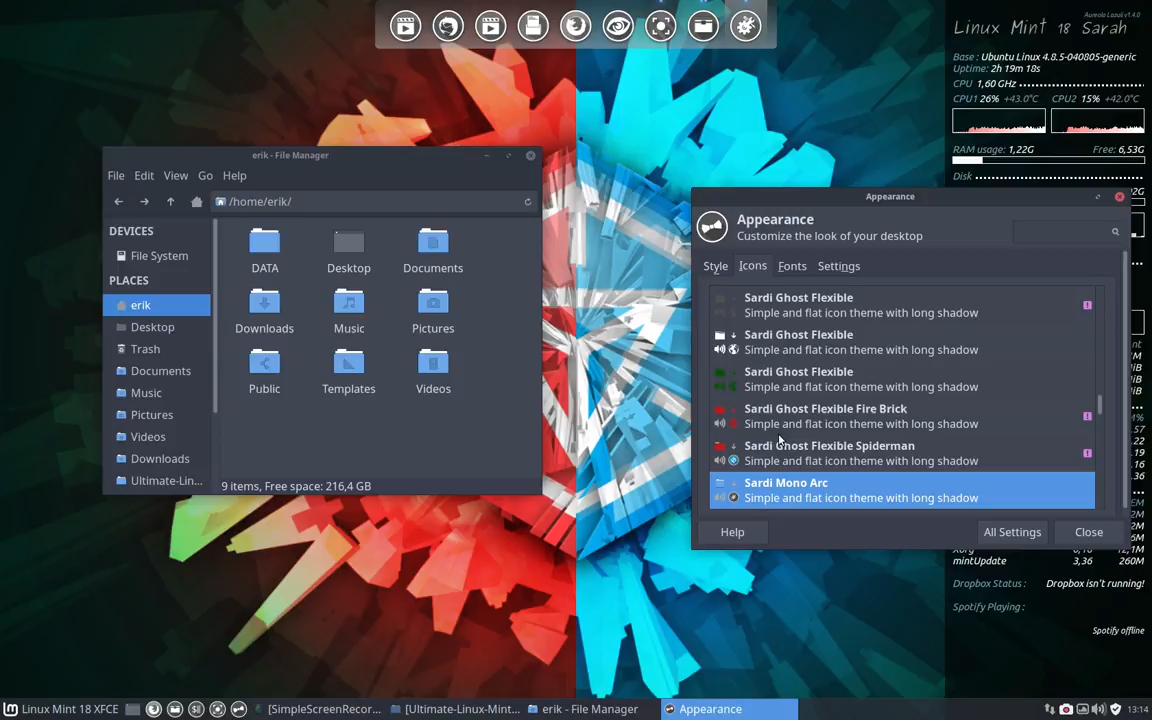 erik - File Manager
File Edit View Go Help
/home/erik/
DEVICES
File System
PLACES
erik
Desktop
Trash
Documents
Music
Pictures
Videos
Downloads
Ultimate-Lin...
DATA
Desktop
Documents
Downloads
Music
Pictures
Public
Templates
Videos
9 items, Free space: 216,4 GB
Appearance
Appearance
Customize the look of your desktop
Style Icons Fonts Settings
Sardi Ghost Flexible
Simple and flat icon theme with long shadow
Sardi Ghost Flexible
Simple and flat icon theme with long shadow
Sardi Ghost Flexible
Simple and flat icon theme with long shadow
Sardi Ghost Flexible Fire Brick
Simple and flat icon theme with long shadow
Sardi Ghost Flexible Spiderman
Simple and flat icon theme with long shadow
Sardi Mono Arc
Simple and flat icon theme with long shadow
Help All Settings Close
Aureola Lazuli v1.4.0
Linux Mint 18 Sarah
Base : Ubuntu Linux 4.8.5-040805-generic
Uptime: 2h 19m 18s
CPU 1,60 GHz
CPU1 26% +43.0°C CPU2 15% +42.0°C
RAM usage: 1,22G Free: 6,53G
Disk
mintUpdate 3,36 260M
Dropbox Status : Dropbox isn't running!
Spotify Playing :
Spotify offline
Linux Mint 18 XFCE
[SimpleScreenRecor...
[Ultimate-Linux-Mint...
erik - File Manager
Appearance
13:14